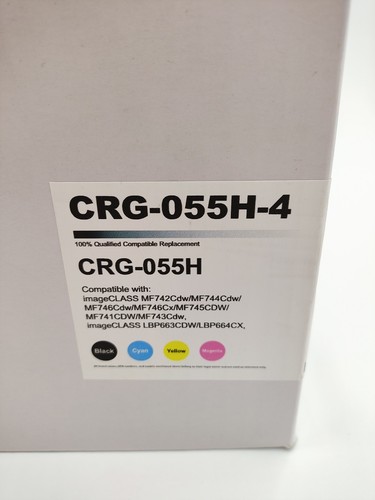 CRG-055H-4
100% Qualified Compatible Replacement
CRG-055H
Compatible with:
imageCLASS MF742Cdw/MF744Cdw/
MF746Cdw/MF746Cx/MF745CDW/
MF741CDW/MF743Cdw,
imageCLASS LBP663CDW/LBP664CX,
Black Cyan Yellow Magenta